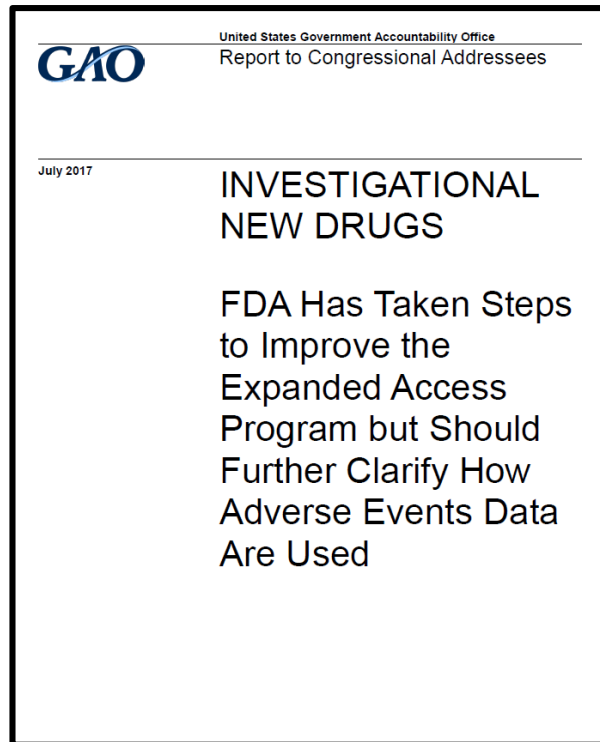 United States Government Accountability Office
GAO
Report to Congressional Addressees
July 2017
INVESTIGATIONAL
NEW DRUGS
FDA Has Taken Steps
to Improve the
Expanded Access
Program but Should
Further Clarify How
Adverse Events Data
Are Used